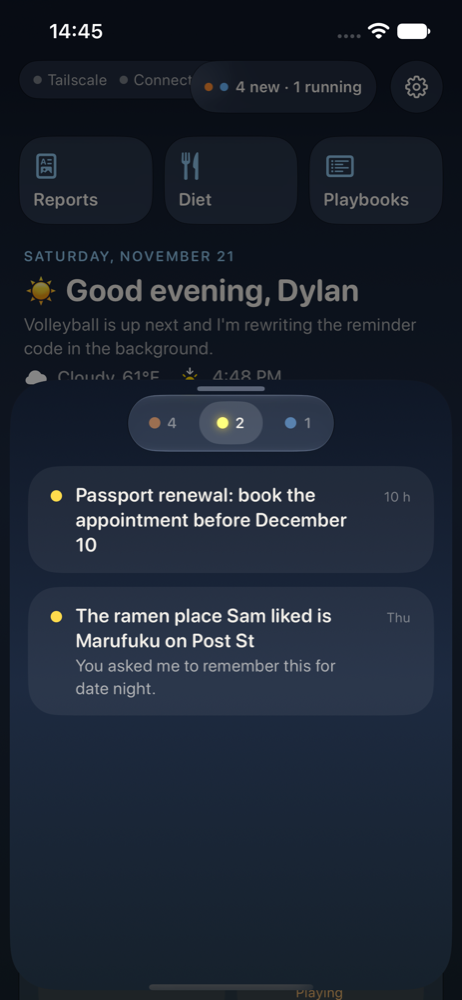 14:45
Tailscale Connect
4 new · 1 running
Reports
Diet
Playbooks
SATURDAY, NOVEMBER 21
Good evening, Dylan
Volleyball is up next and I'm rewriting the reminder
code in the background.
Cloudy 61°F 4:48 PM
4
2
1
Passport renewal: book the
appointment before December
10
10 h
The ramen place Sam liked is
Marufuku on Post St
Thu
You asked me to remember this for
date night.
Playing